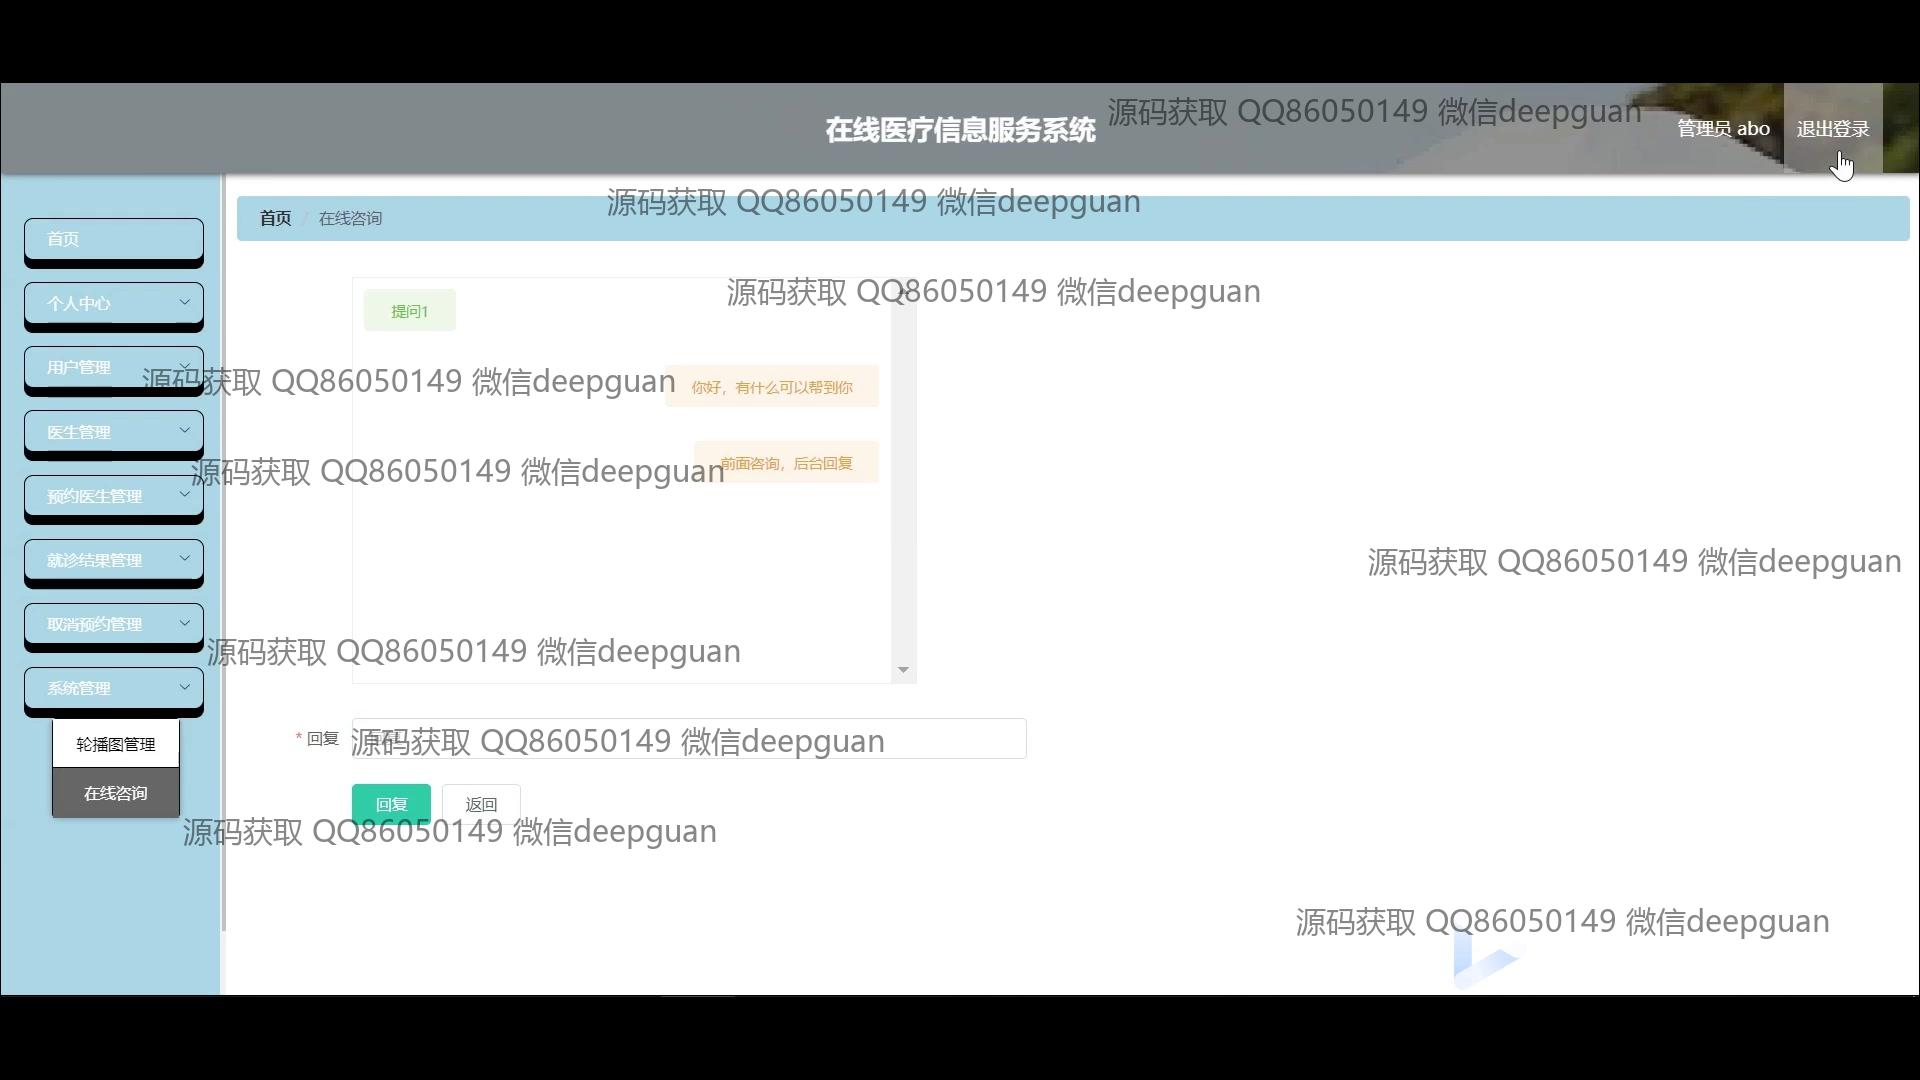 源码获取 QQ86050149 微信deepguan
在线医疗信息服务系统
管理员 abo
退出登录
源码获取 QQ86050149 微信deepguan
首页 / 在线咨询
首页
个人中心
用户管理
医生管理
预约医生管理
就诊结果管理
取消预约管理
系统管理
轮播图管理
在线咨询
源码获取 QQ86050149 微信deepguan
提问1
源码获取 QQ86050149 微信deepguan
你好，有什么可以帮到你
前面咨询，后台回复
源码获取 QQ86050149 微信deepguan
源码获取 QQ86050149 微信deepguan
源码获取 QQ86050149 微信deepguan
* 回复
源码获取 QQ86050149 微信deepguan
回复
返回
源码获取 QQ86050149 微信deepguan
源码获取 QQ86050149 微信deepguan